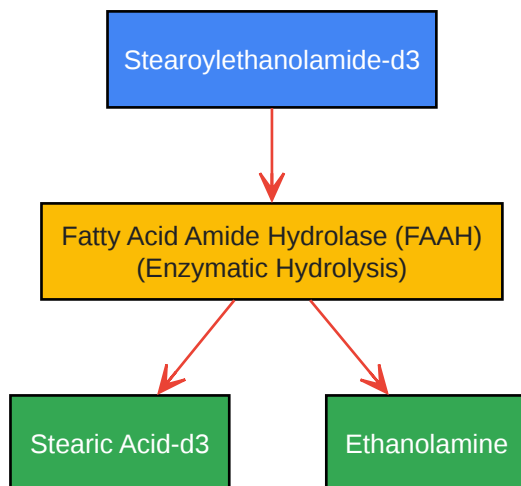 Stearoylethanolamide-d3
Fatty Acid Amide Hydrolase (FAAH)
(Enzymatic Hydrolysis)
Stearic Acid-d3
Ethanolamine